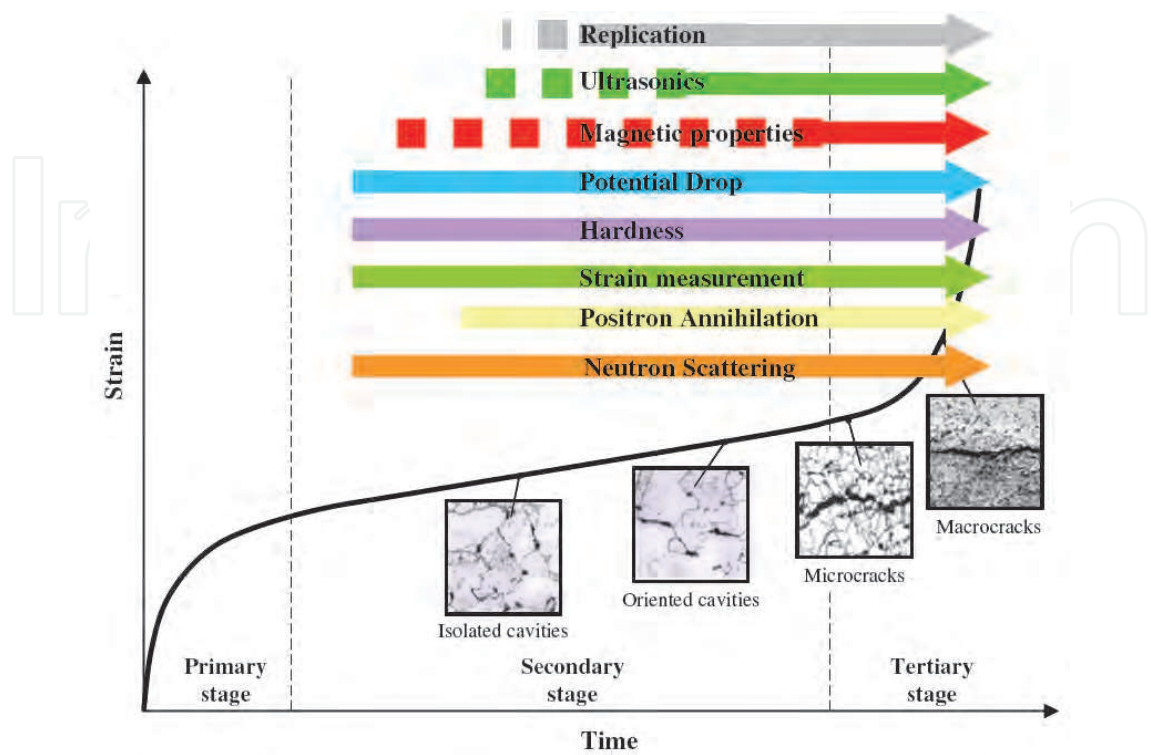 Replication
Ultrasonics
Magnetic properties
Potential Drop
Hardness
Strain measurement
Positron Annihilation
Neutron Scattering
Strain
Macrocracks
Microcracks
Oriented cavities
Isolated cavities
Primary
stage
Secondary
stage
Tertiary
stage
Time